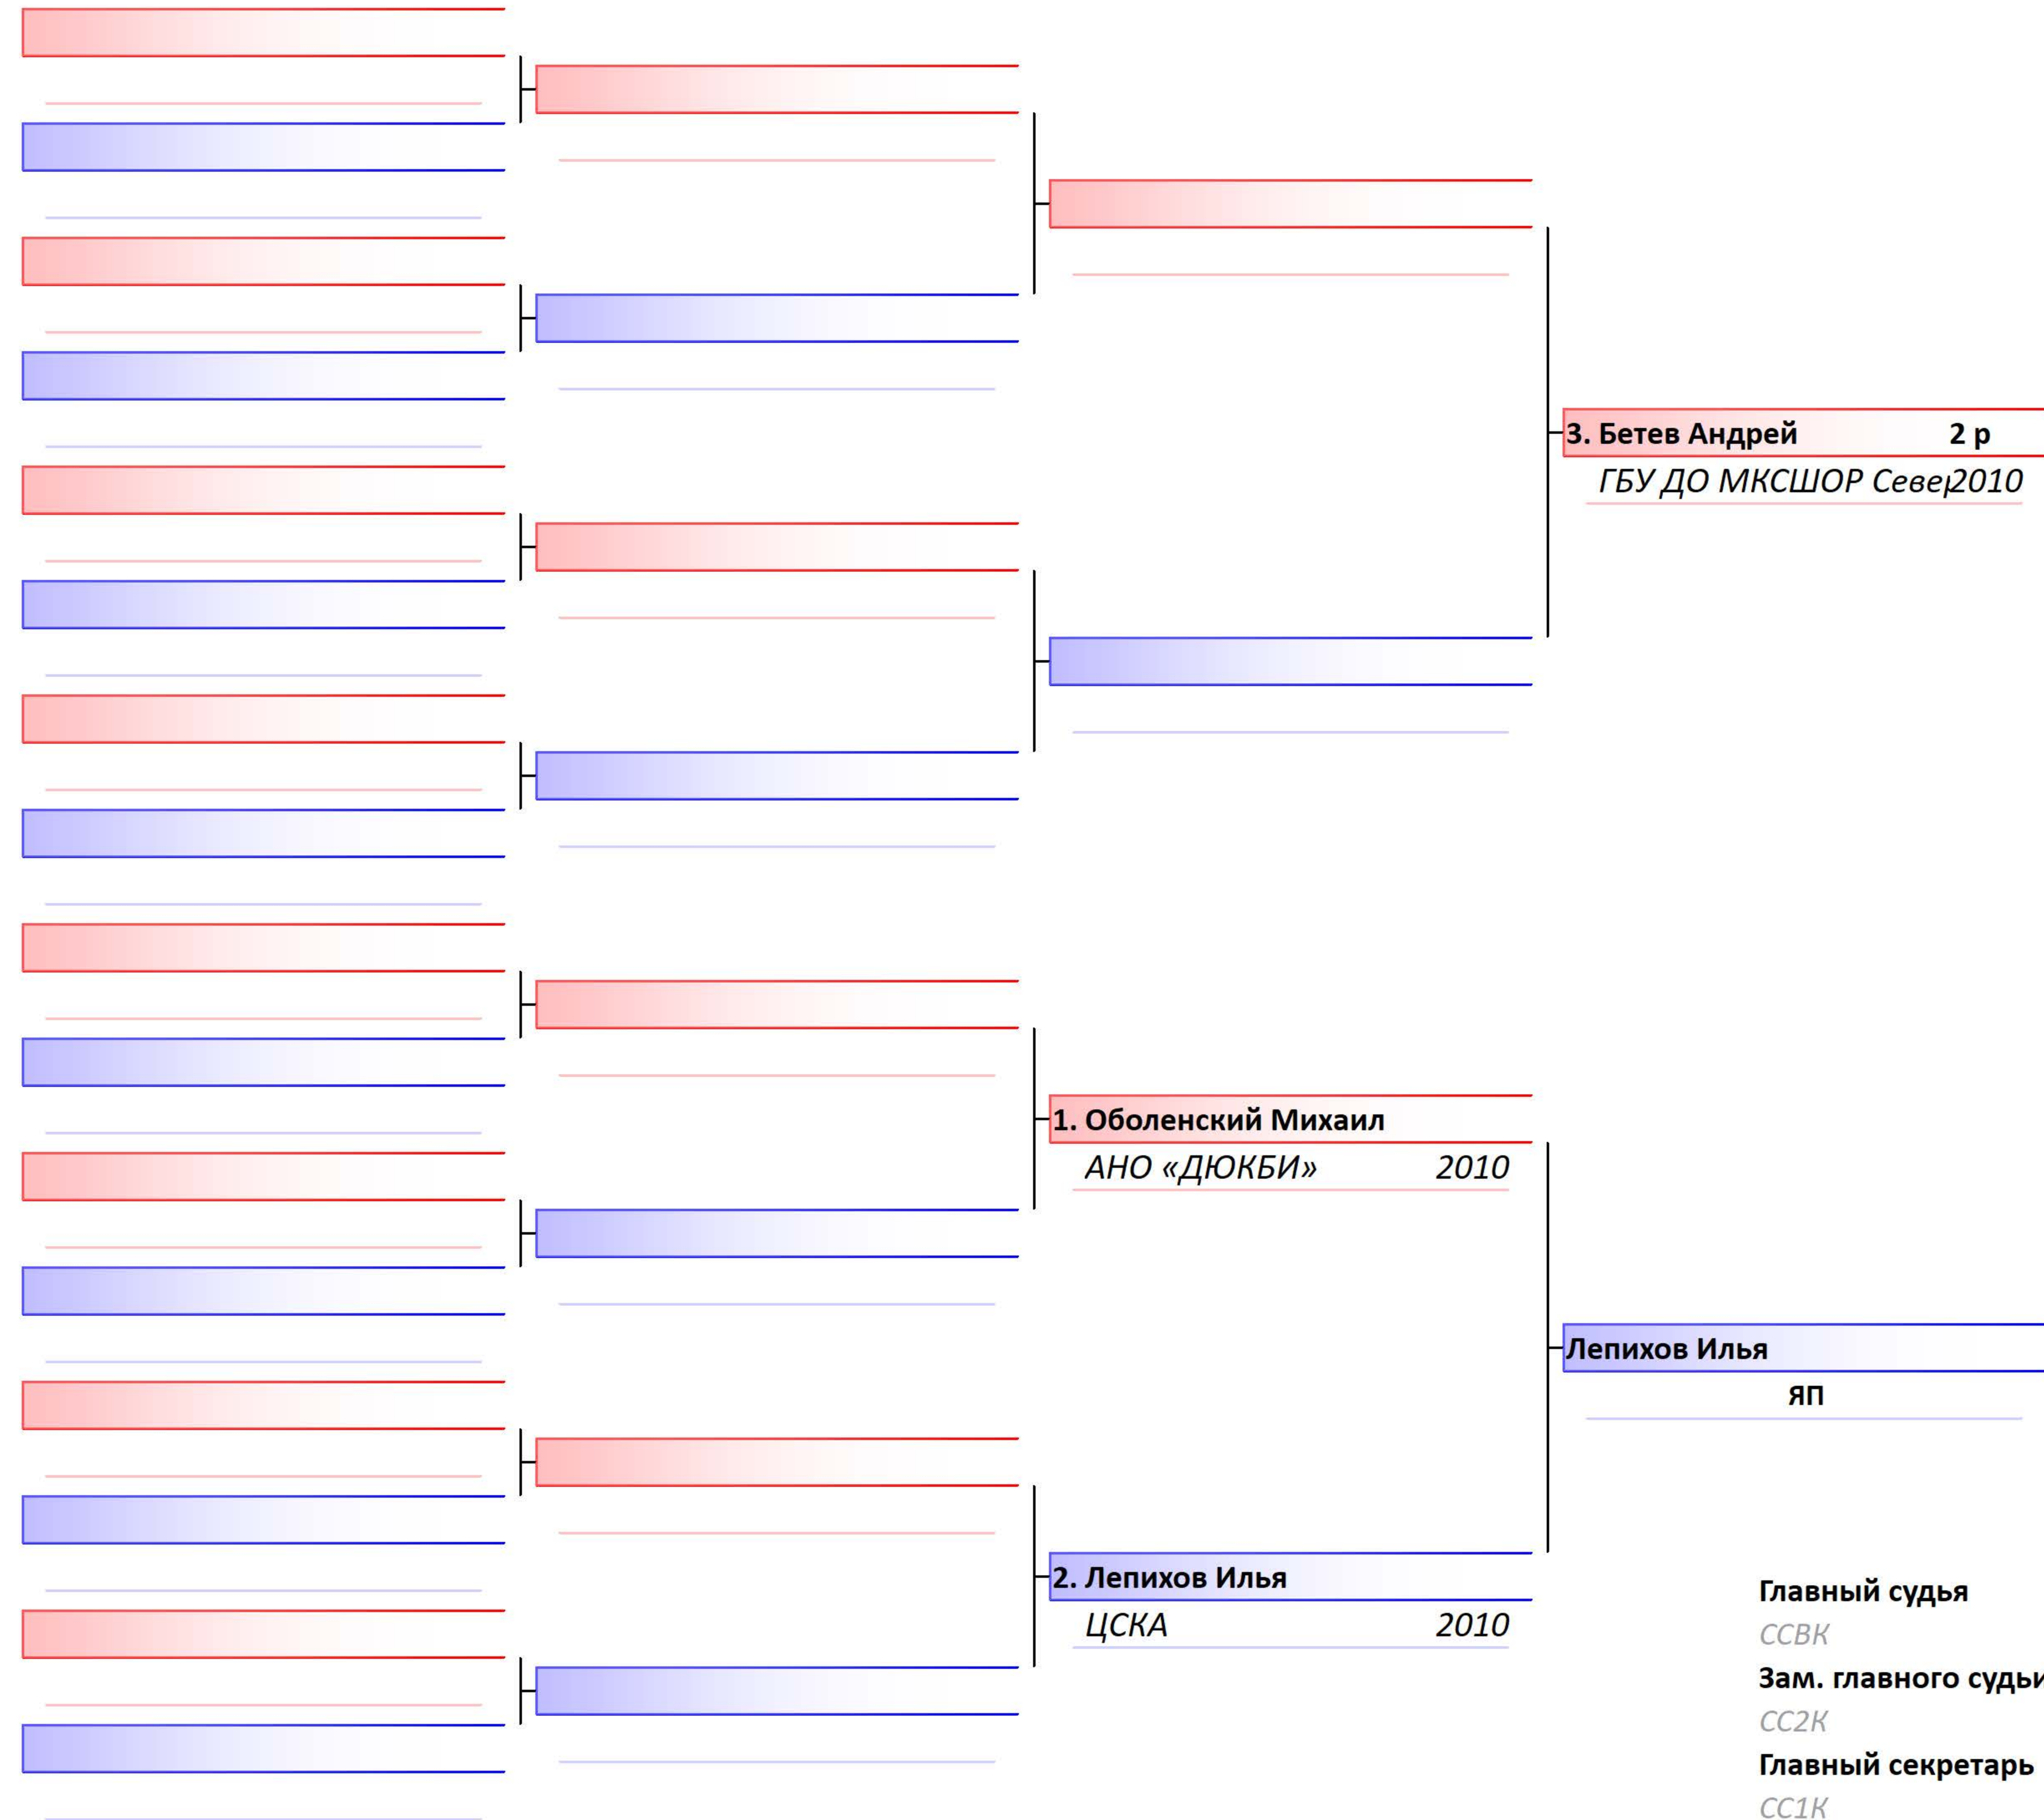 3. Бетев Андрей 2 р
ГБУ ДО МКСШОР 2010
1. Оболенский Михаил
АНО «ДЮКБИ» 2010
Лепихов Илья
ЯП
2. Лепихов Илья
ЦСКА 2010
Главный судья
ССВК
Зам. главного судьи
СС2К
Главный секретарь
СС1К